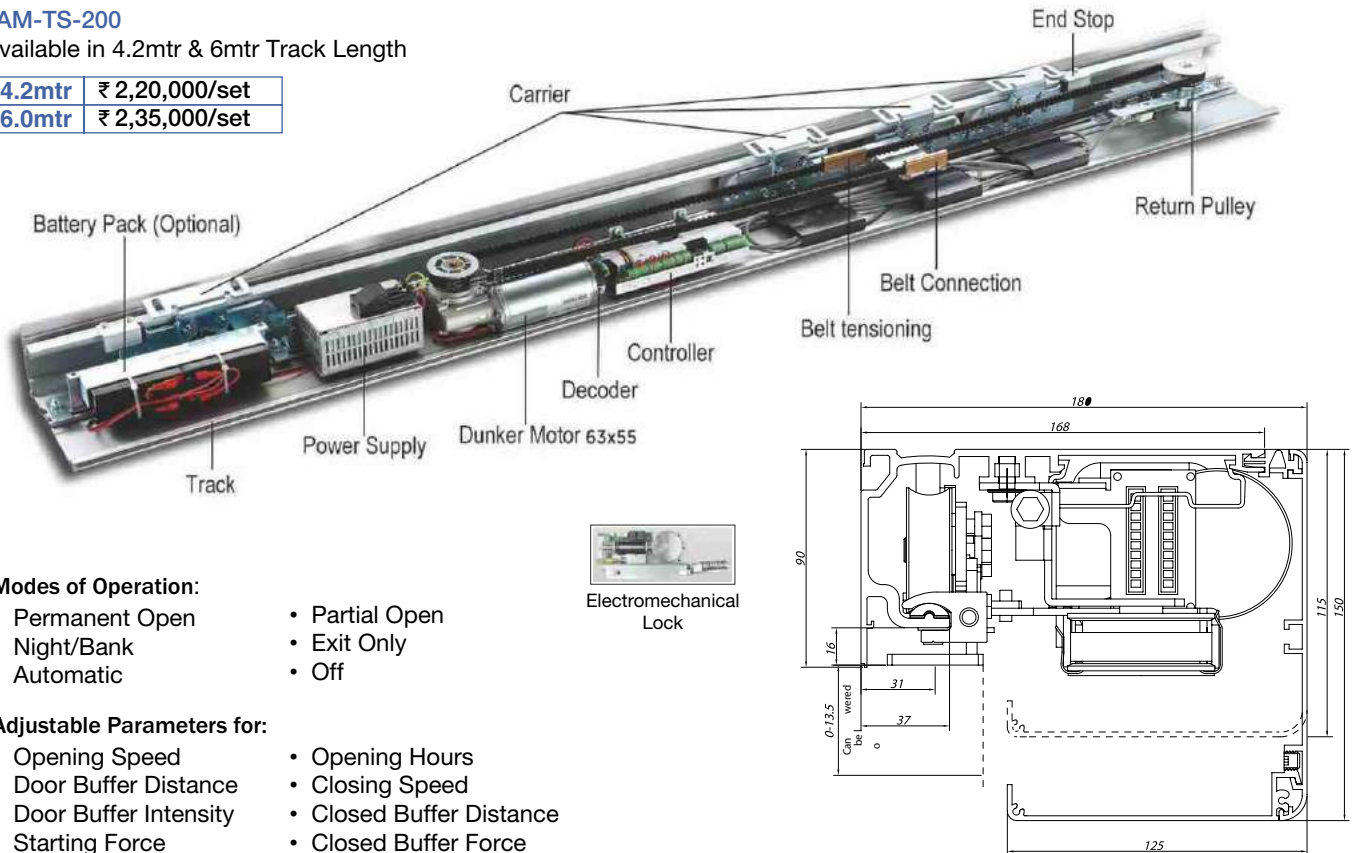 AM-TS-200
vailable in 4.2mtr & 6mtr Track Length
4.2mtr ₹ 2,20,000/set
6.0mtr ₹ 2,35,000/set
End Stop
Carrier
Battery Pack (Optional)
Return Pulley
Belt Connection
Belt tensioning
Controller
Decoder
Dunker Motor 63x55
Power Supply
Track
Electromechanical
Lock
Modes of Operation:
Permanent Open
• Partial Open
Night/Bank
• Exit Only
Automatic
• Off
Adjustable Parameters for:
Opening Speed
• Opening Hours
Door Buffer Distance
• Closing Speed
Door Buffer Intensity
• Closed Buffer Distance
Starting Force
• Closed Buffer Force
168
90
16
31
37
0-13.5
Can be wered
115
150
125